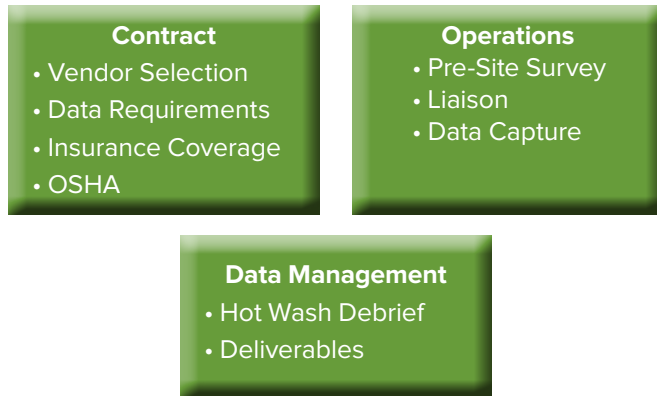 Contract
• Vendor Selection
• Data Requirements
• Insurance Coverage
• OSHA
Operations
• Pre-Site Survey
• Liaison
• Data Capture
Data Management
• Hot Wash Debrief
• Deliverables